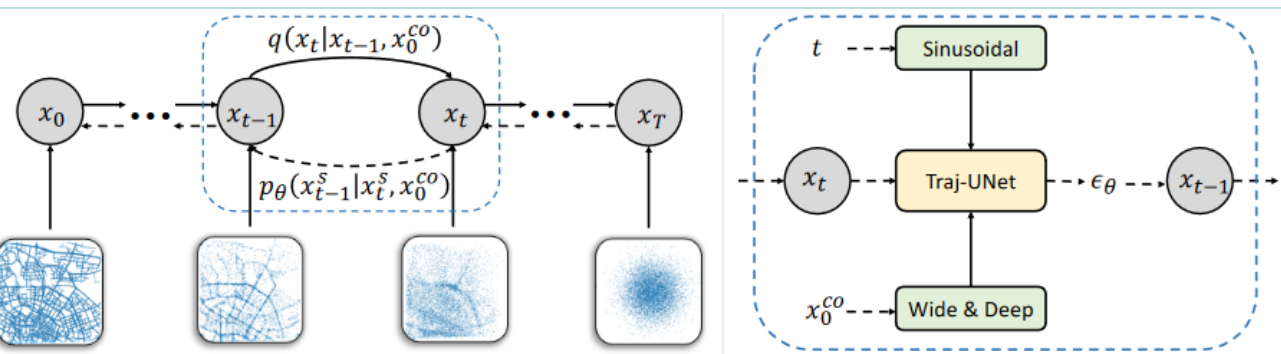 q(x_t|x_{t-1}, x_0^{co})
x_0 ••• x_{t-1} x_t ••• x_T
p_θ(x_{t-1}^s|x_t^s, x_0^{co})
t Sinusoidal
x_t Traj-UNet ϵ_θ x_{t-1}
x_0^{co} Wide & Deep